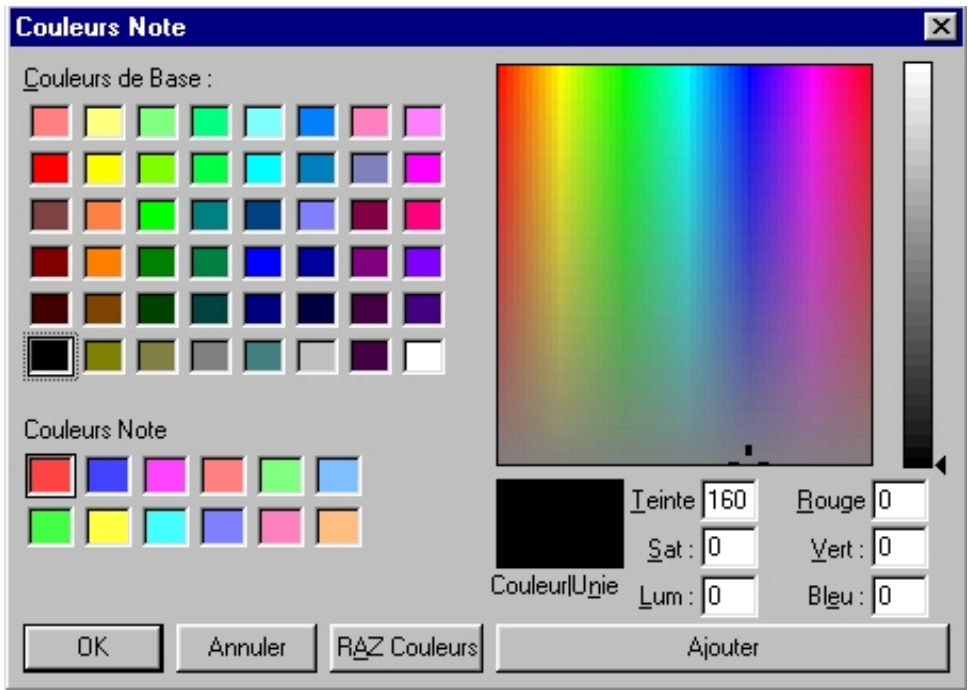 Couleurs Note
Couleurs de Base :
Couleurs Note
Teinte 160 Rouge 0
Sat : 0 Vert : 0
Couleur|Unie
Lum : 0 Bleu : 0
OK Annuler RAZ Couleurs Ajouter